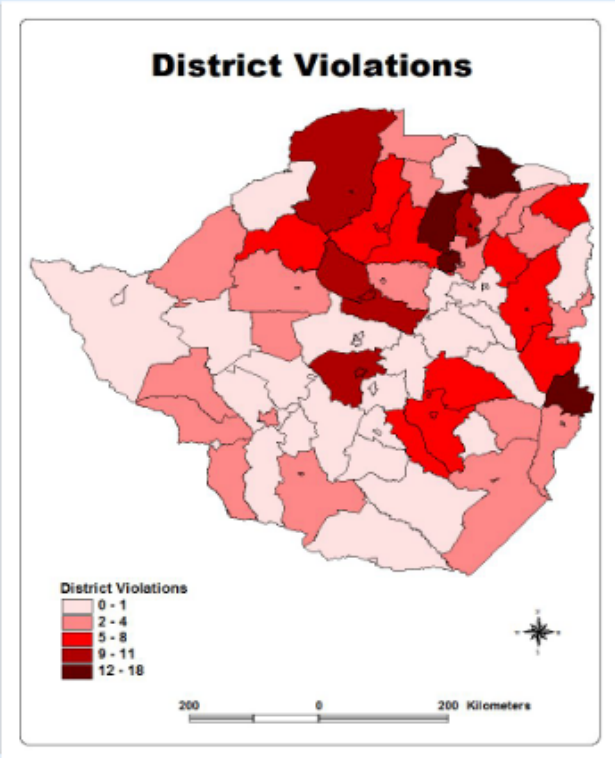 District Violations
District Violations
0 - 1
2 - 4
5 - 8
9 - 11
12 - 18
200 0 200 Kilometers